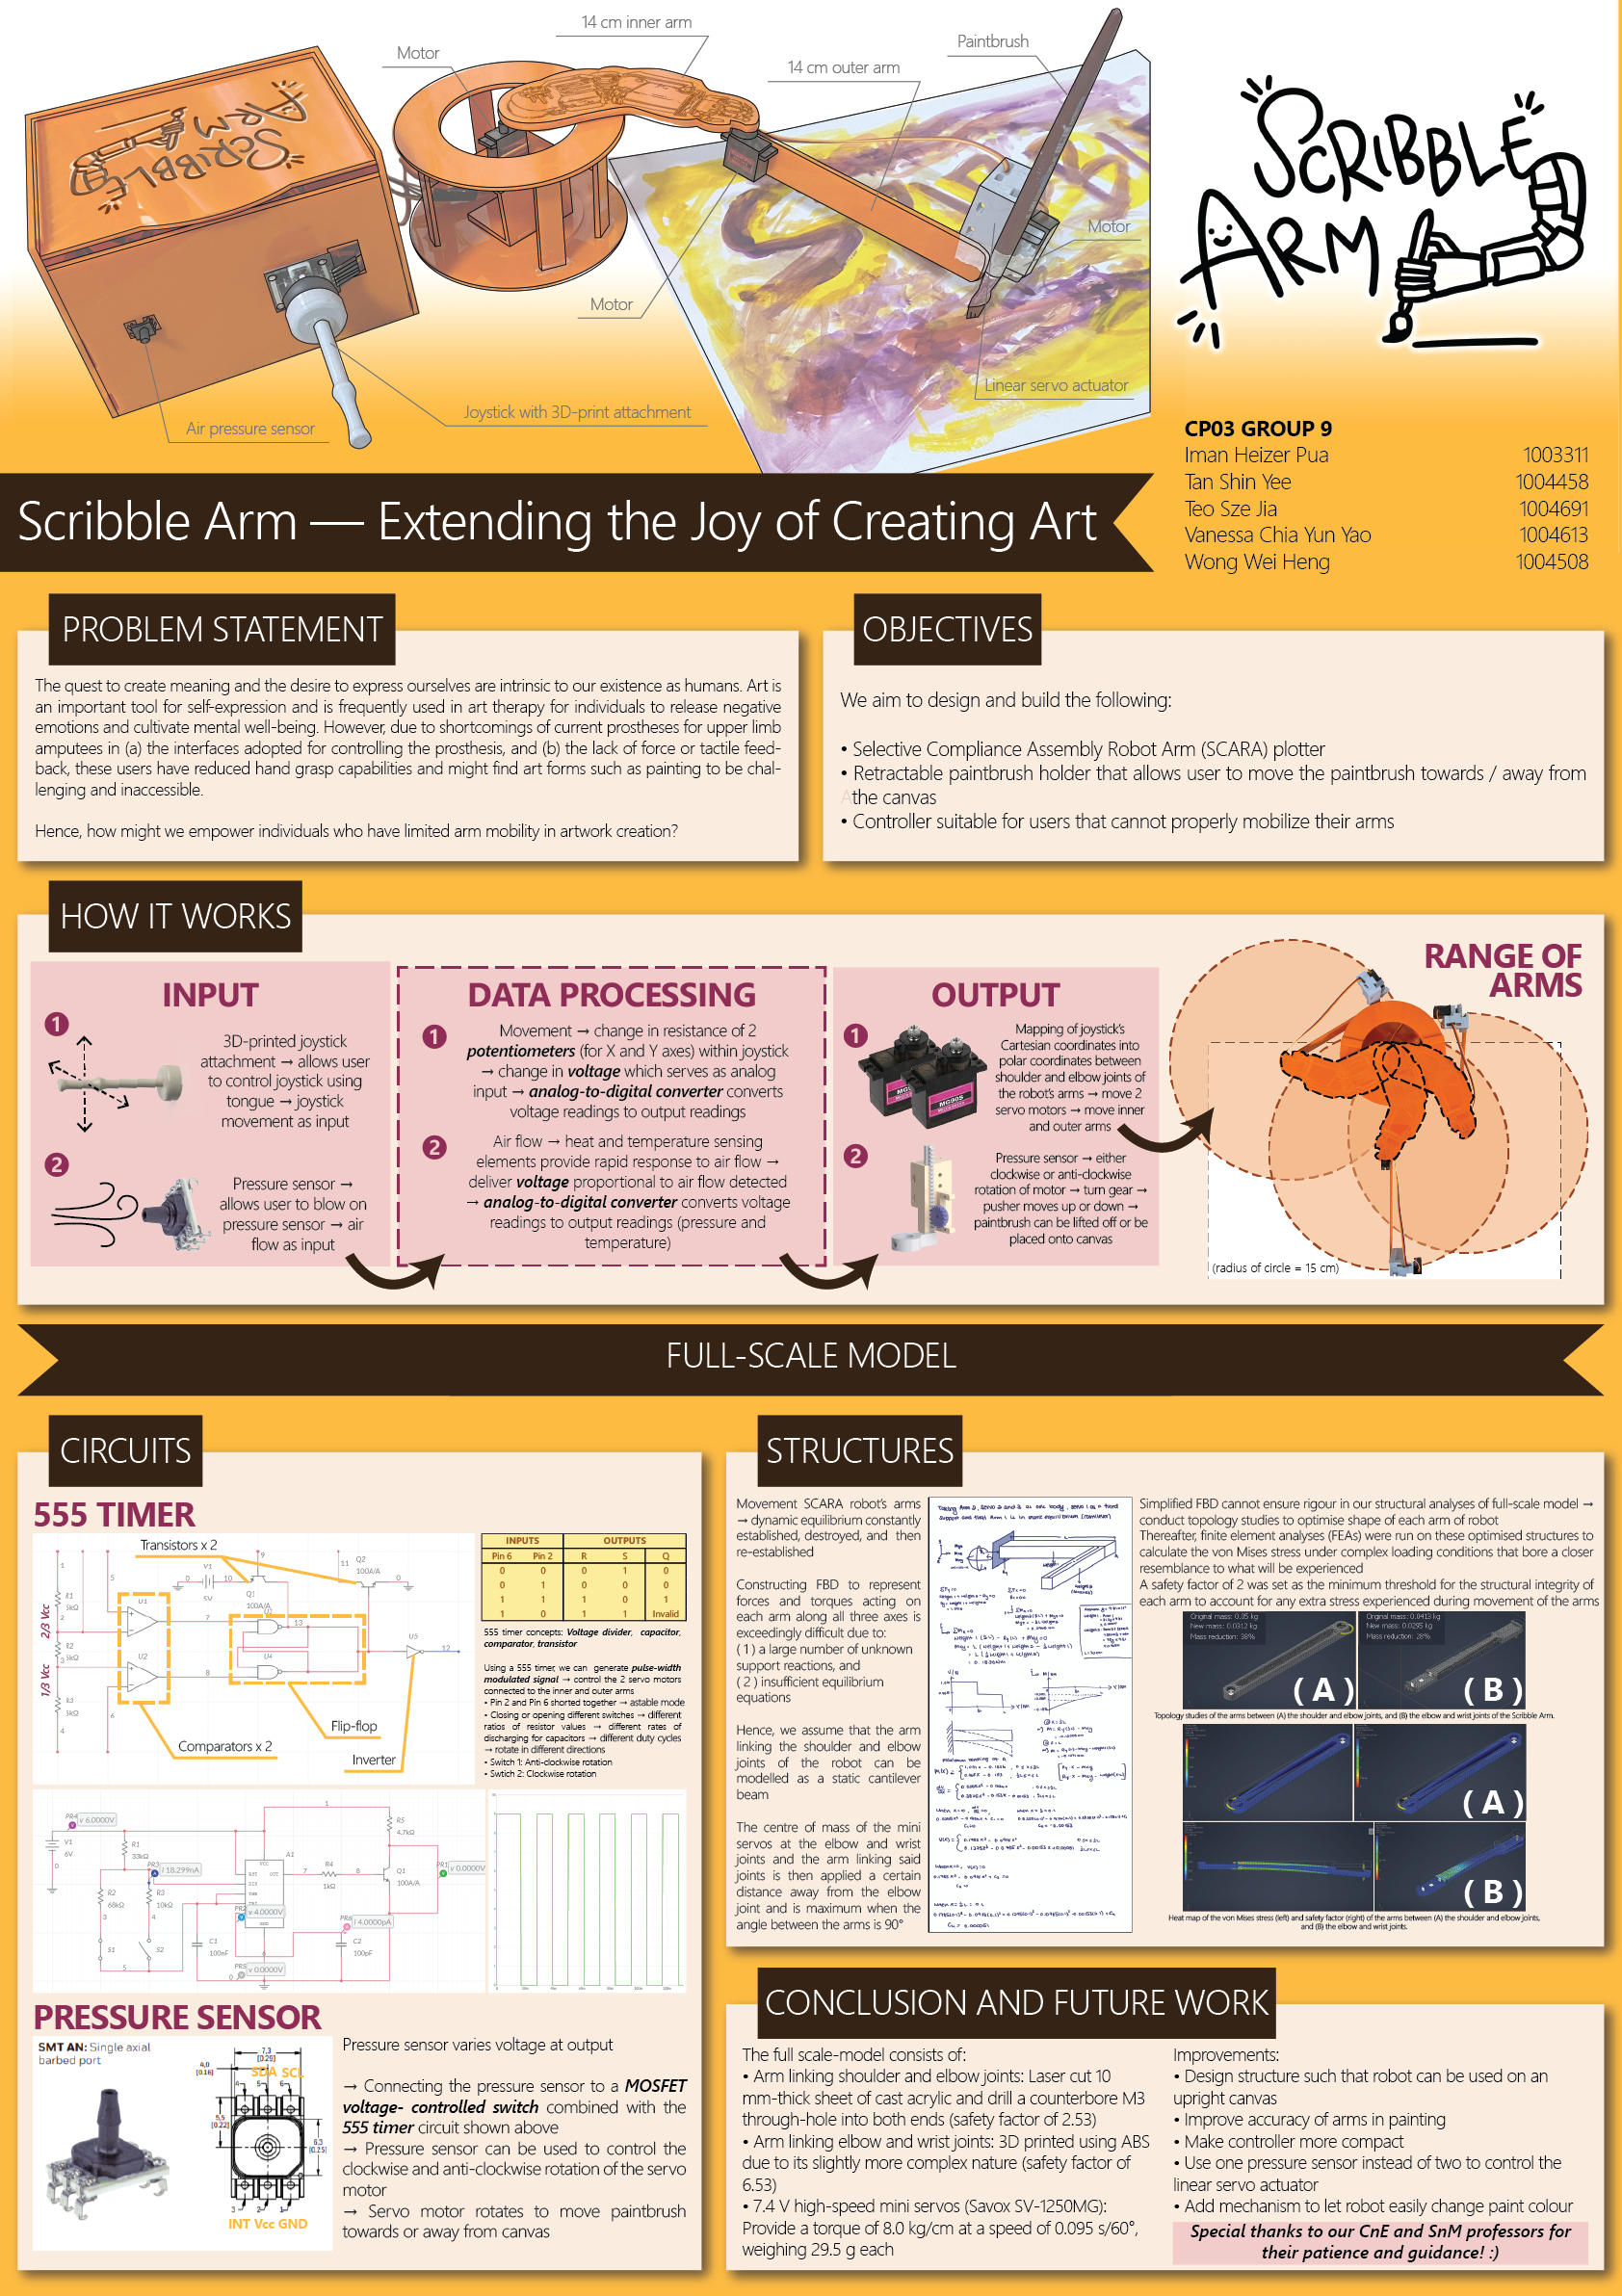 14 cm inner arm
Motor
Paintbrush
14 cm outer arm
Motor
Motor
Linear servo actuator
Joystick with 3D-print attachment
Air pressure sensor
SCRIBBLE
ARM
SCRIBBLE
ARM
CP03 GROUP 9
Iman Heizer Pua 1003311
Tan Shin Yee 1004458
Teo Sze Jia 1004691
Vanessa Chia Yun Yao 1004613
Wong Wei Heng 1004508
Scribble Arm — Extending the Joy of Creating Art
PROBLEM STATEMENT
The quest to create meaning and the desire to express ourselves are intrinsic to our existence as humans. Art is
an important tool for self-expression and is frequently used in art therapy for individuals to release negative
emotions and cultivate mental well-being. However, due to shortcomings of current prostheses for upper limb
amputees in (a) the interfaces adopted for controlling the prosthesis, and (b) the lack of force or tactile feed-
back, these users have reduced hand grasp capabilities and might find art forms such as painting to be chal-
lenging and inaccessible.
Hence, how might we empower individuals who have limited arm mobility in artwork creation?
OBJECTIVES
We aim to design and build the following:
• Selective Compliance Assembly Robot Arm (SCARA) plotter
• Retractable paintbrush holder that allows user to move the paintbrush towards / away from
Athe canvas
• Controller suitable for users that cannot properly mobilize their arms
HOW IT WORKS
INPUT
1
3D-printed joystick
attachment → allows user
to control joystick using
tongue → joystick
movement as input
2
Pressure sensor →
allows user to blow on
pressure sensor → air
flow as input
DATA PROCESSING
1
Movement → change in resistance of 2
potentiometers (for X and Y axes) within joystick
→ change in voltage which serves as analog
input → analog-to-digital converter converts
voltage readings to output readings
2
Air flow → heat and temperature sensing
elements provide rapid response to air flow →
deliver voltage proportional to air flow detected
→ analog-to-digital converter converts voltage
readings to output readings (pressure and
temperature)
OUTPUT
1
MG90S
Mapping of joystick's
Cartesian coordinates into
polar coordinates between
shoulder and elbow joints of
the robot's arms → move 2
servo motors → move inner
and outer arms
2
Pressure sensor → either
clockwise or anti-clockwise
rotation of motor → turn gear →
pusher moves up or down →
paintbrush can be lifted off or be
placed onto canvas
RANGE OF
ARMS
(radius of circle = 15 cm)
FULL-SCALE MODEL
CIRCUITS
555 TIMER
Transistors x 2
2/3 Vcc
1/3 Vcc
Flip-flop
Comparators x 2
Inverter
INPUTS OUTPUTS
Pin 6 Pin 2 R S Q
0 0 0 1 0
0 1 0 0 0
1 1 1 0 1
1 0 1 1 Invalid
555 timer concepts: Voltage divider, capacitor,
comparator, transistor
Using a 555 timer, we can generate pulse-width
modulated signal → control the 2 servo motors
connected to the inner and outer arms
• Pin 2 and Pin 6 shorted together → astable mode
• Closing or opening different switches → different
ratios of resistor values → different rates of
discharging for capacitors → different duty cycles
→ rotate in different directions
• Switch 1: Anti-clockwise rotation
• Swtich 2: Clockwise rotation
V1
6V
R1
33kΩ
R2
68kΩ
R3
10kΩ
R4
1kΩ
R5
4.7kΩ
Q1
100A/A
A1
S1
S2
C1
100nF
C2
100pF
PRESSURE SENSOR
SMT AN: Single axial
barbed port
SDA SCL
INT Vcc GND
Pressure sensor varies voltage at output
→ Connecting the pressure sensor to a MOSFET
voltage- controlled switch combined with the
555 timer circuit shown above
→ Pressure sensor can be used to control the
clockwise and anti-clockwise rotation of the servo
motor
→ Servo motor rotates to move paintbrush
towards or away from canvas
STRUCTURES
Movement SCARA robot's arms
→ dynamic equilibrium constantly
established, destroyed, and then
re-established
Constructing FBD to represent
forces and torques acting on
each arm along all three axes is
exceedingly difficult due to:
(1) a large number of unknown
support reactions, and
(2) insufficient equilibrium
equations
Hence, we assume that the arm
linking the shoulder and elbow
joints of the robot can be
modelled as a static cantilever
beam
The centre of mass of the mini
servos at the elbow and wrist
joints and the arm linking said
joints is then applied a certain
distance away from the elbow
joint and is maximum when the
angle between the arms is 90°
Simplified FBD cannot ensure rigour in our structural analyses of full-scale model →
conduct topology studies to optimise shape of each arm of robot
Thereafter, finite element analyses (FEAs) were run on these optimised structures to
calculate the von Mises stress under complex loading conditions that bore a closer
resemblance to what will be experienced
A safety factor of 2 was set as the minimum threshold for the structural integrity of
each arm to account for any extra stress experienced during movement of the arms
Original mass: 0.05 kg
New mass: 0.0312 kg
Mass reduction: 38%
(A)
Original mass: 0.0413 kg
New mass: 0.0295 kg
Mass reduction: 28%
(B)
Topology studies of the arms between (A) the shoulder and elbow joints, and (B) the elbow and wrist joints of the Scribble Arm.
(A)
(B)
Heat map of the von Mises stress (left) and safety factor (right) of the arms between (A) the shoulder and elbow joints,
and (B) the elbow and wrist joints.
CONCLUSION AND FUTURE WORK
The full scale-model consists of:
• Arm linking shoulder and elbow joints: Laser cut 10
mm-thick sheet of cast acrylic and drill a counterbore M3
through-hole into both ends (safety factor of 2.53)
• Arm linking elbow and wrist joints: 3D printed using ABS
due to its slightly more complex nature (safety factor of
6.53)
• 7.4 V high-speed mini servos (Savox SV-1250MG):
Provide a torque of 8.0 kg/cm at a speed of 0.095 s/60°,
weighing 29.5 g each
Improvements:
• Design structure such that robot can be used on an
upright canvas
• Improve accuracy of arms in painting
• Make controller more compact
• Use one pressure sensor instead of two to control the
linear servo actuator
• Add mechanism to let robot easily change paint colour
Special thanks to our CnE and SnM professors for
their patience and guidance! :)